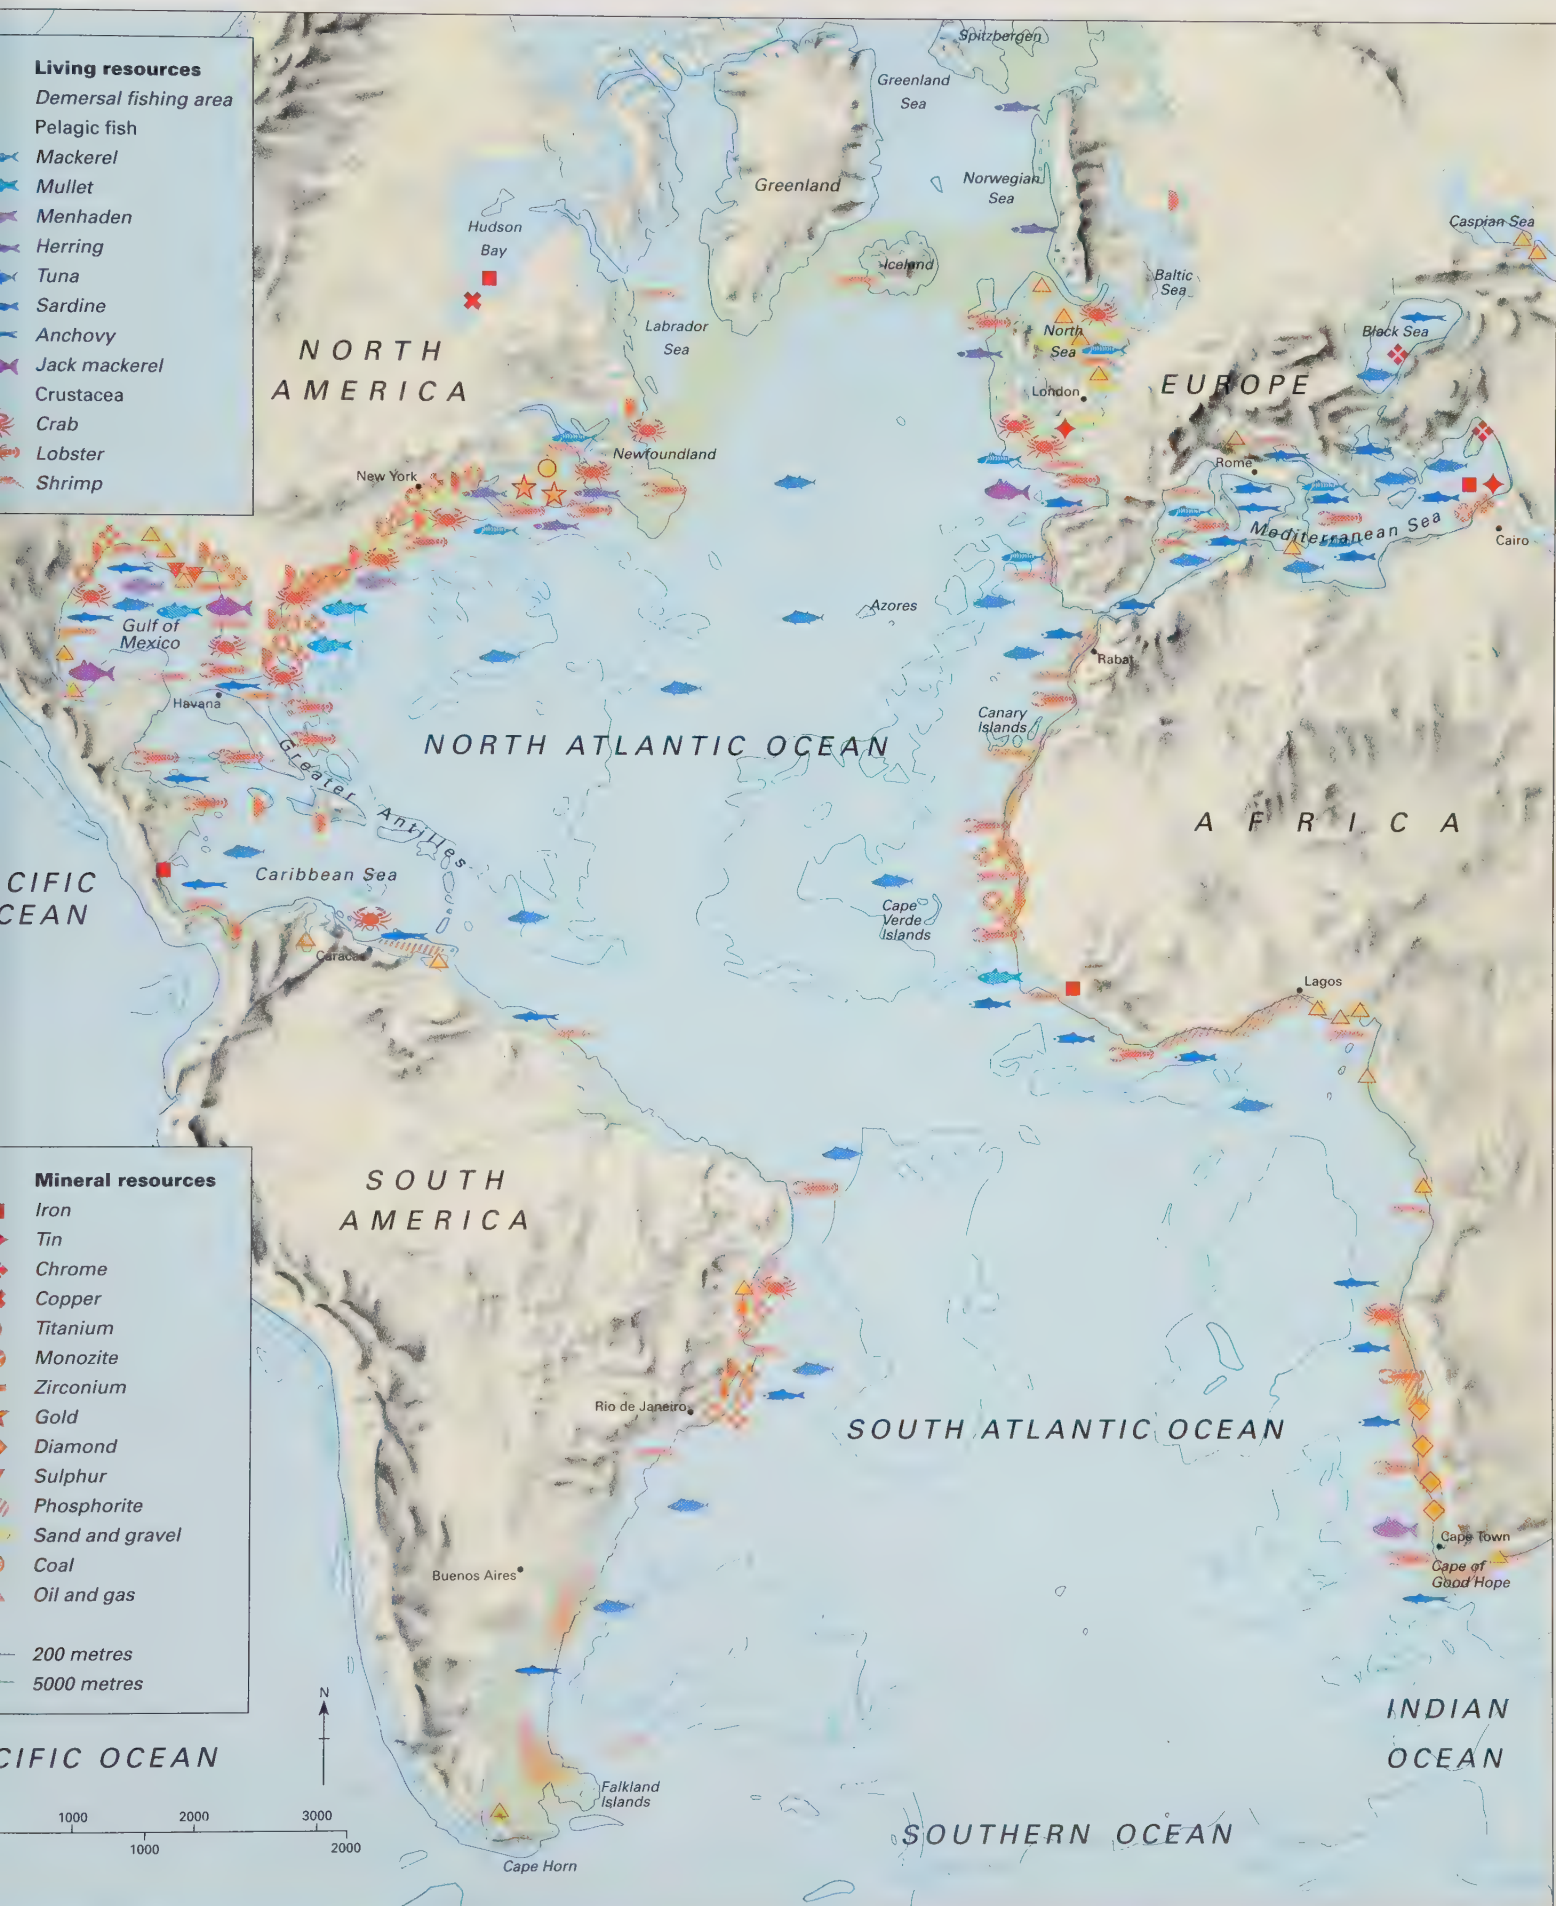 Living resources
Demersal fishing area
Pelagic fish
Mackerel
Mullet
Menhaden
Herring
Tuna
Sardine
Anchovy
Jack mackerel
Crustacea
Crab
Lobster
Shrimp
Spitzbergen
Greenland
Sea
Greenland
Norwegian
Sea
Hudson
Bay
Iceland
Caspian Sea
Baltic
Sea
Labrador
Sea
North
Sea
Black Sea
NORTH
AMERICA
EUROPE
London
Newfoundland
New York
Rome
Mediterranean Sea
Cairo
Azores
Gulf of
Mexico
Rabat
Havana
Canary
Islands
NORTH ATLANTIC OCEAN
Greater Antilles
AFRICA
CIFIC
CEAN
Caribbean Sea
Cape
Verde
Islands
Caracas
Lagos
Mineral resources
Iron
Tin
Chrome
Copper
Titanium
Monozite
Zirconium
Gold
Diamond
Sulphur
Phosphorite
Sand and gravel
Coal
Oil and gas
200 metres
5000 metres
SOUTH
AMERICA
Rio de Janeiro
SOUTH ATLANTIC OCEAN
Buenos Aires
Cape Town
Cape of
Good Hope
N
INDIAN
OCEAN
CIFIC OCEAN
Falkland
Islands
1000 2000 3000
1000 2000
SOUTHERN OCEAN
Cape Horn